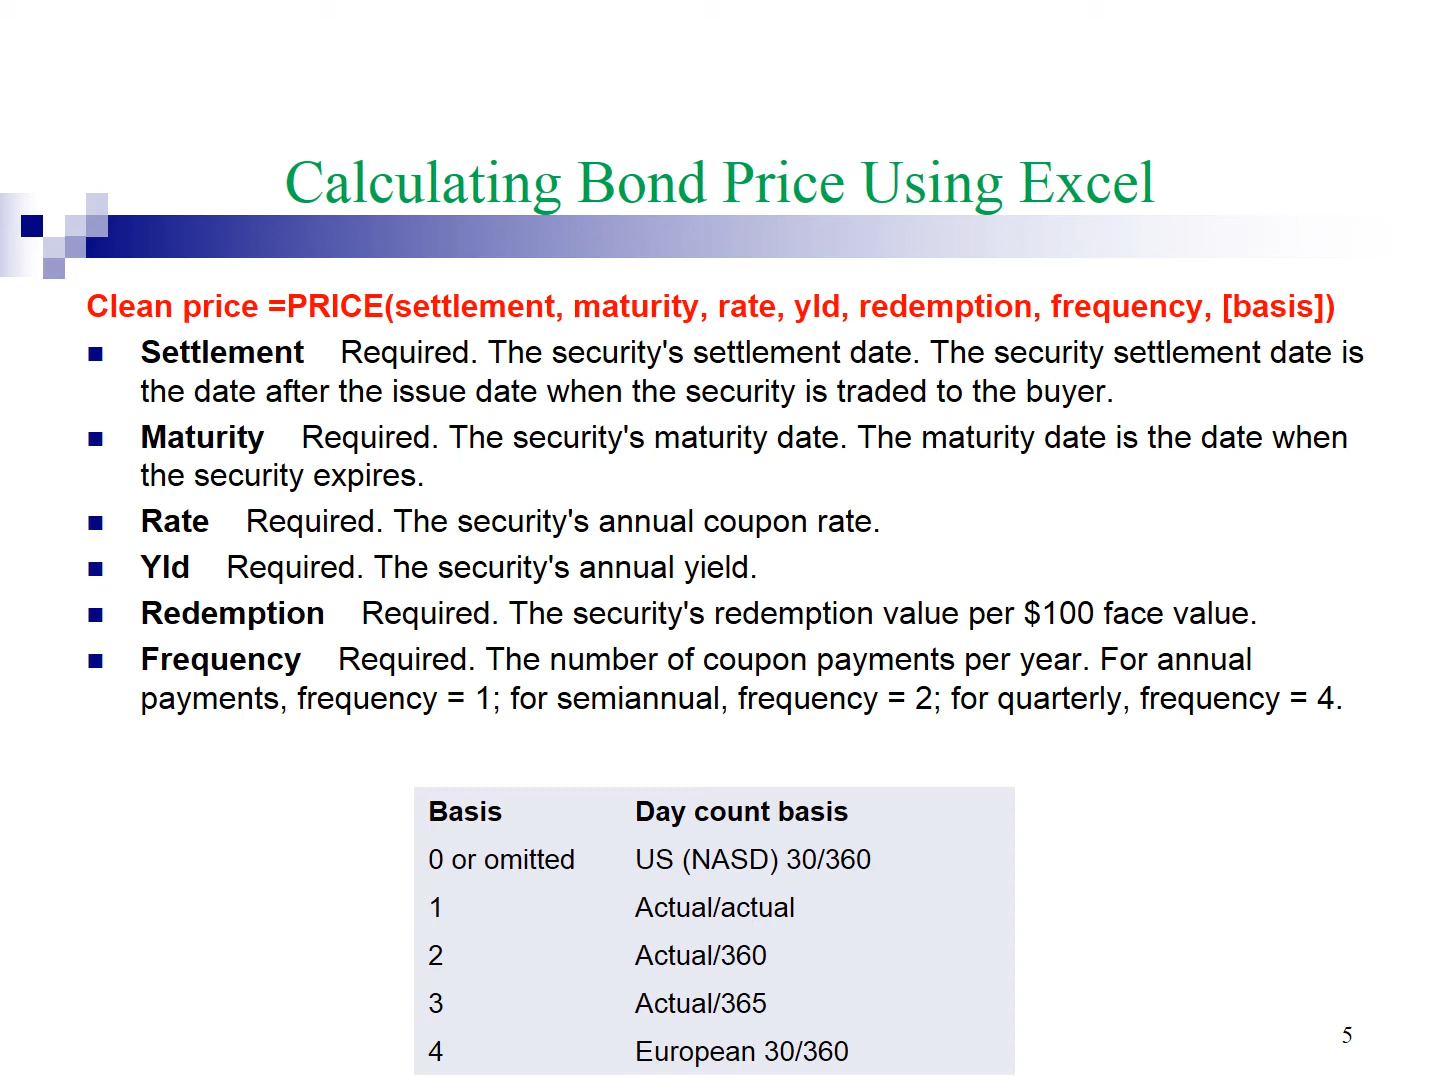 Calculating Bond Price Using Excel
Clean price =PRICE(settlement, maturity, rate, yld, redemption, frequency, [basis])
Settlement Required. The security's settlement date. The security settlement date is
the date after the issue date when the security is traded to the buyer.
Maturity Required. The security's maturity date. The maturity date is the date when
the security expires.
Rate Required. The security's annual coupon rate.
Yld Required. The security's annual yield.
Redemption Required. The security's redemption value per $100 face value.
Frequency Required. The number of coupon payments per year. For annual
payments, frequency = 1; for semiannual, frequency = 2; for quarterly, frequency = 4.
Basis Day count basis
0 or omitted US (NASD) 30/360
1 Actual/actual
2 Actual/360
3 Actual/365
4 European 30/360
5